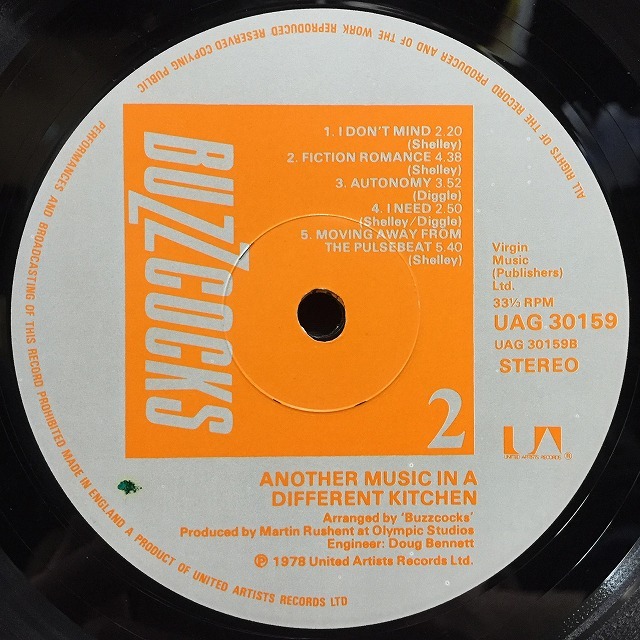 ALL RIGHTS OF THE RECORD PRODUCER AND OF THE WORK REPRODUCED RESERVED COPYING PUBLIC
PERFORMANCES AND BROADCASTING OF THIS RECORD PROHIBITED MADE IN ENGLAND A PRODUCT OF UNITED ARTISTS RECORDS LTD
BUZZCOCKS
1. I DON'T MIND 2.20
(Shelley)
2. FICTION ROMANCE 4.38
(Shelley)
3. AUTONOMY 3.52
(Diggle)
4. I NEED 2.50
(Shelley/Diggle)
5. MOVING AWAY FROM
THE PULSEBEAT 5.40
(Shelley)
Virgin
Music
(Publishers)
Ltd.
33⅓ RPM
UAG 30159
UAG 30159B
STEREO
2
UA
UNITED ARTISTS RECORDS ®
ANOTHER MUSIC IN A
DIFFERENT KITCHEN
Arranged by 'Buzzcocks'
Produced by Martin Rushent at Olympic Studios
Engineer: Doug Bennett
℗ 1978 United Artists Records Ltd.